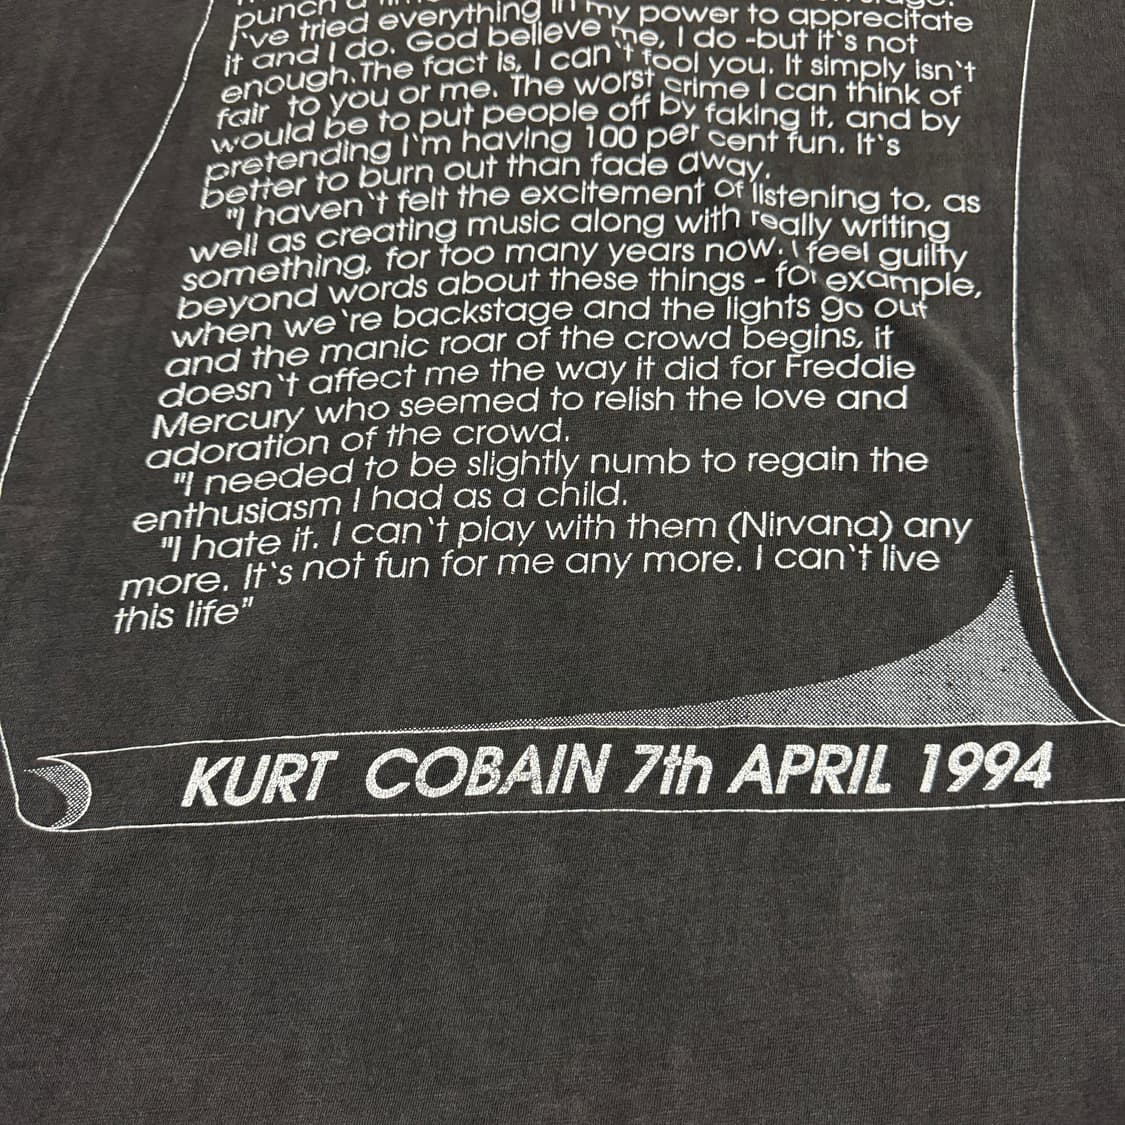 punch a
I've tried everything in my power to apprecitate
it and I do. God believe me, I do -but it's not
enough.The fact is, I can't fool you. It simply isn't
fair to you or me. The worst crime I can think of
would be to put people off by faking it, and by
pretending I'm having 100 per cent fun. It's
better to burn out than fade away.
"I haven't felt the excitement of listening to, as
well as creating music along with really writing
something, for too many years now. I feel guilty
beyond words about these things - for example,
when we're backstage and the lights go out
and the manic roar of the crowd begins, it
doesn't affect me the way it did for Freddie
Mercury who seemed to relish the love and
adoration of the crowd.
"I needed to be slightly numb to regain the
enthusiasm I had as a child.
"I hate it. I can't play with them (Nirvana) any
more. It's not fun for me any more. I can't live
this life"
KURT COBAIN 7th APRIL 1994